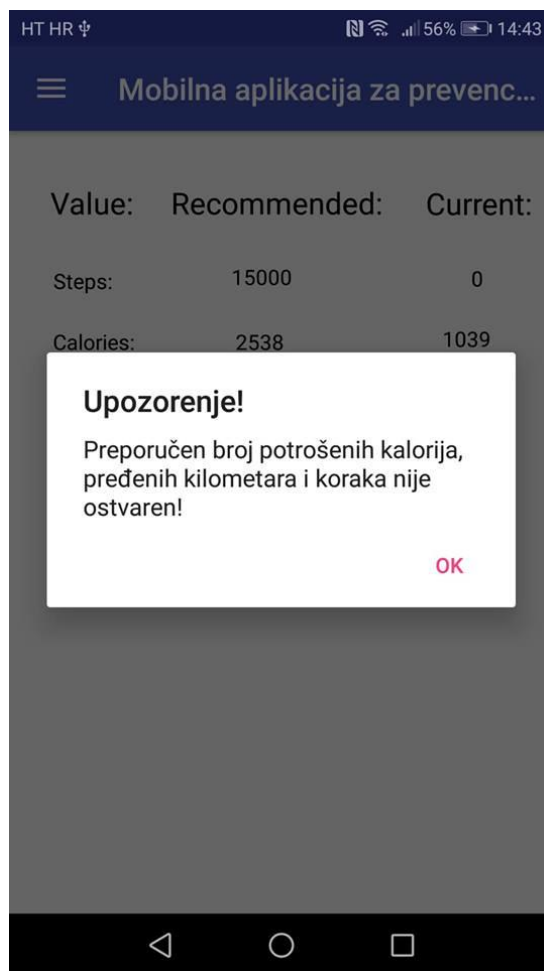 HT HR 56% 14:43
Mobilna aplikacija za prevenc...
Value: Recommended: Current:
Steps: 15000 0
Calories: 2538 1039
Upozorenje!
Preporučen broj potrošenih kalorija,
pređenih kilometara i koraka nije
ostvaren!
OK